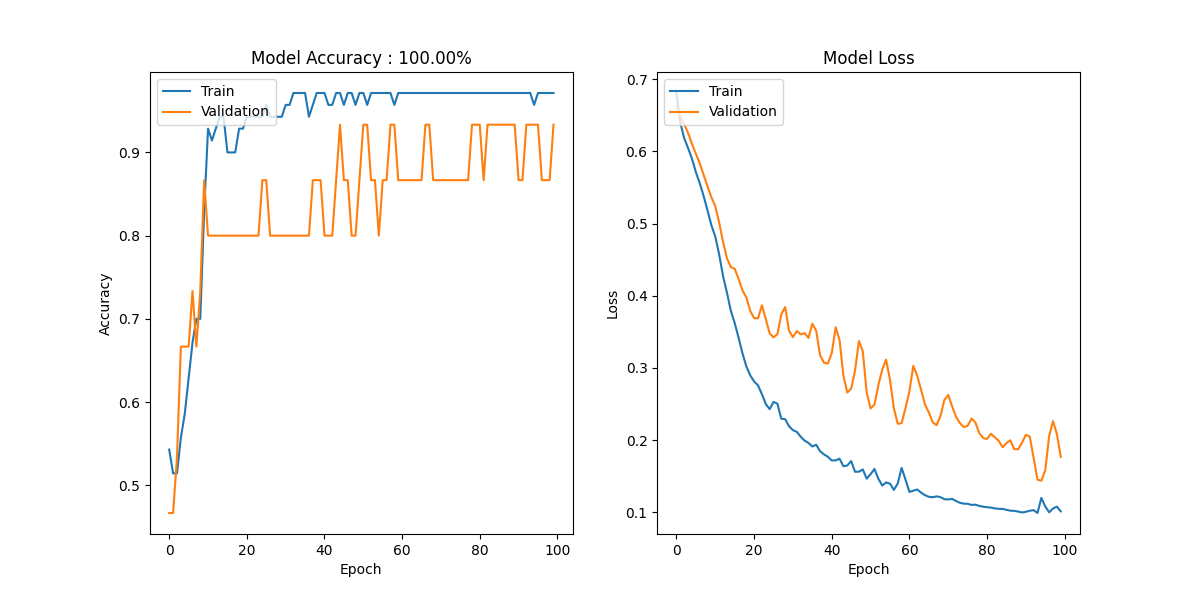 Model Accuracy : 100.00%
Train
Validation
0.9
0.8
0.7
0.6
0.5
Accuracy
0 20 40 60 80 100
Epoch
Model Loss
Train
Validation
0.7
0.6
0.5
0.4
0.3
0.2
0.1
Loss
0 20 40 60 80 100
Epoch